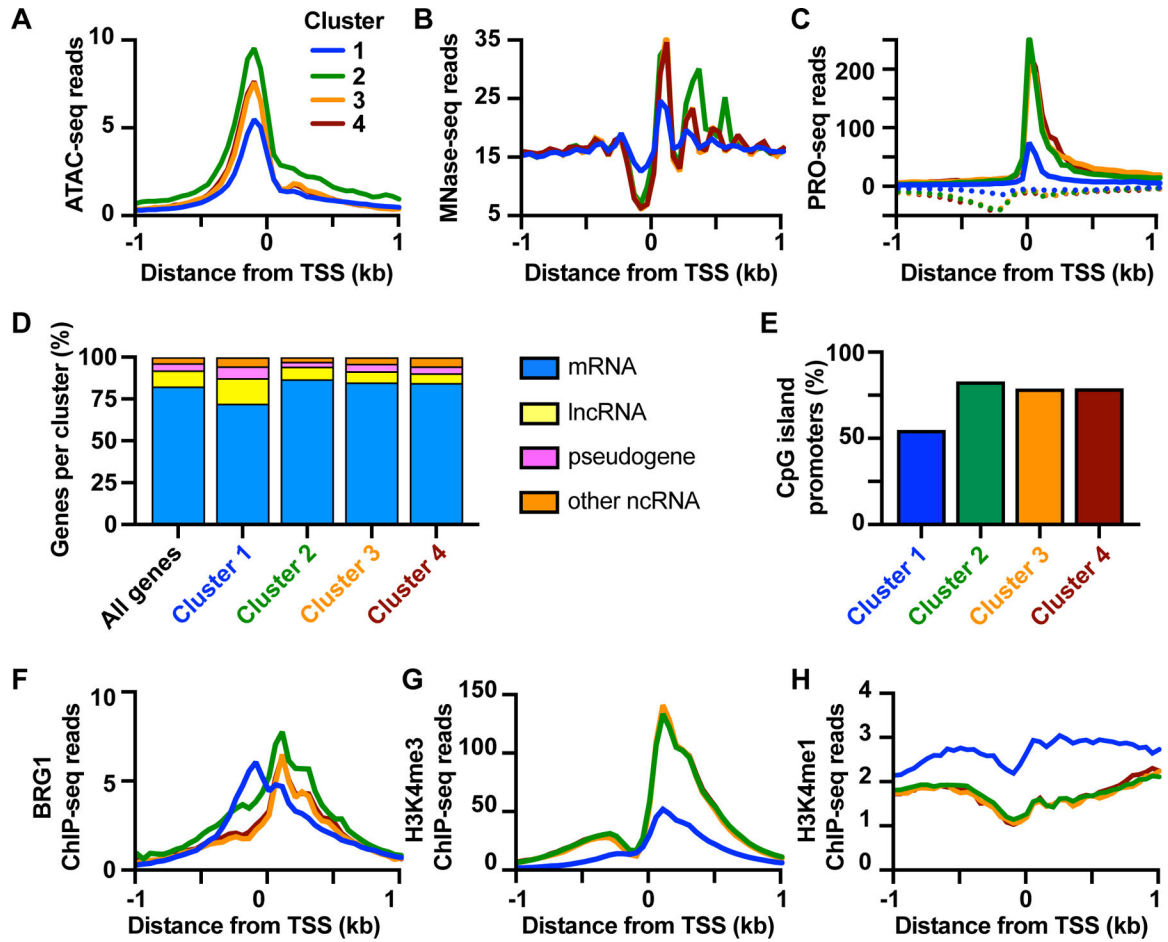 A
ATAC-seq reads
10
5
0
-1
0
1
Distance from TSS (kb)
Cluster
1
2
3
4
B
MNase-seq reads
35
25
15
5
-1
0
1
Distance from TSS (kb)
C
PRO-seq reads
200
100
0
-1
0
1
Distance from TSS (kb)
D
Genes per cluster (%)
100
75
50
25
0
All genes
Cluster 1
Cluster 2
Cluster 3
Cluster 4
mRNA
lncRNA
pseudogene
other ncRNA
E
CpG island
promoters (%)
100
50
0
Cluster 1
Cluster 2
Cluster 3
Cluster 4
F
BRG1
ChIP-seq reads
10
5
0
-1
0
1
Distance from TSS (kb)
G
H3K4me3
ChIP-seq reads
150
100
50
0
-1
0
1
Distance from TSS (kb)
H
H3K4me1
ChIP-seq reads
4
3
2
1
0
-1
0
1
Distance from TSS (kb)